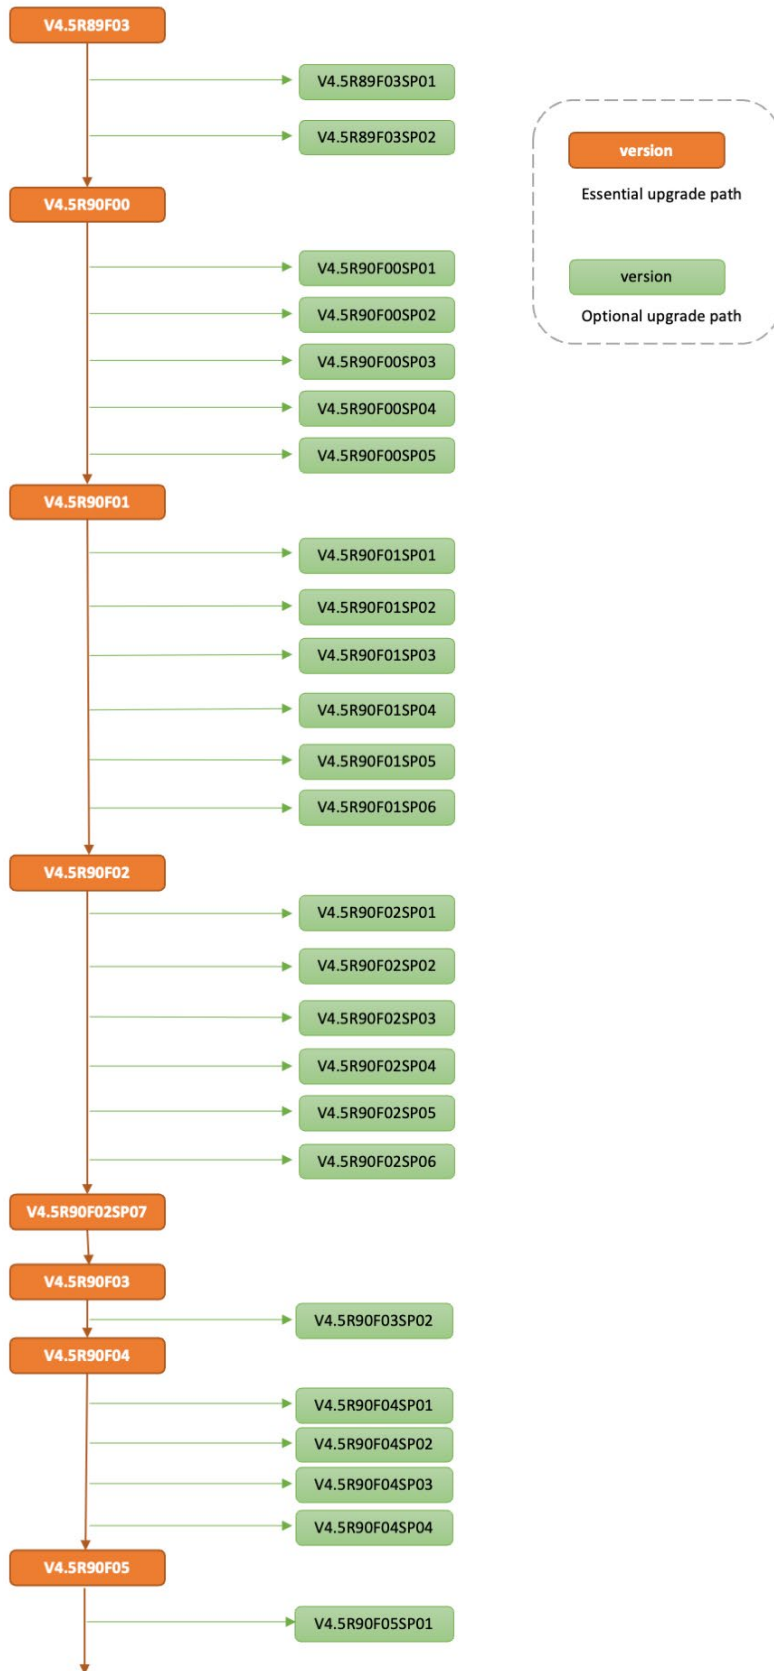 V4.5R89F03
V4.5R89F03SP01
V4.5R89F03SP02
version
Essential upgrade path
V4.5R90F00
V4.5R90F00SP01
version
Optional upgrade path
V4.5R90F00SP02
V4.5R90F00SP03
V4.5R90F00SP04
V4.5R90F00SP05
V4.5R90F01
V4.5R90F01SP01
V4.5R90F01SP02
V4.5R90F01SP03
V4.5R90F01SP04
V4.5R90F01SP05
V4.5R90F01SP06
V4.5R90F02
V4.5R90F02SP01
V4.5R90F02SP02
V4.5R90F02SP03
V4.5R90F02SP04
V4.5R90F02SP05
V4.5R90F02SP06
V4.5R90F02SP07
V4.5R90F03
V4.5R90F03SP02
V4.5R90F04
V4.5R90F04SP01
V4.5R90F04SP02
V4.5R90F04SP03
V4.5R90F04SP04
V4.5R90F05
V4.5R90F05SP01